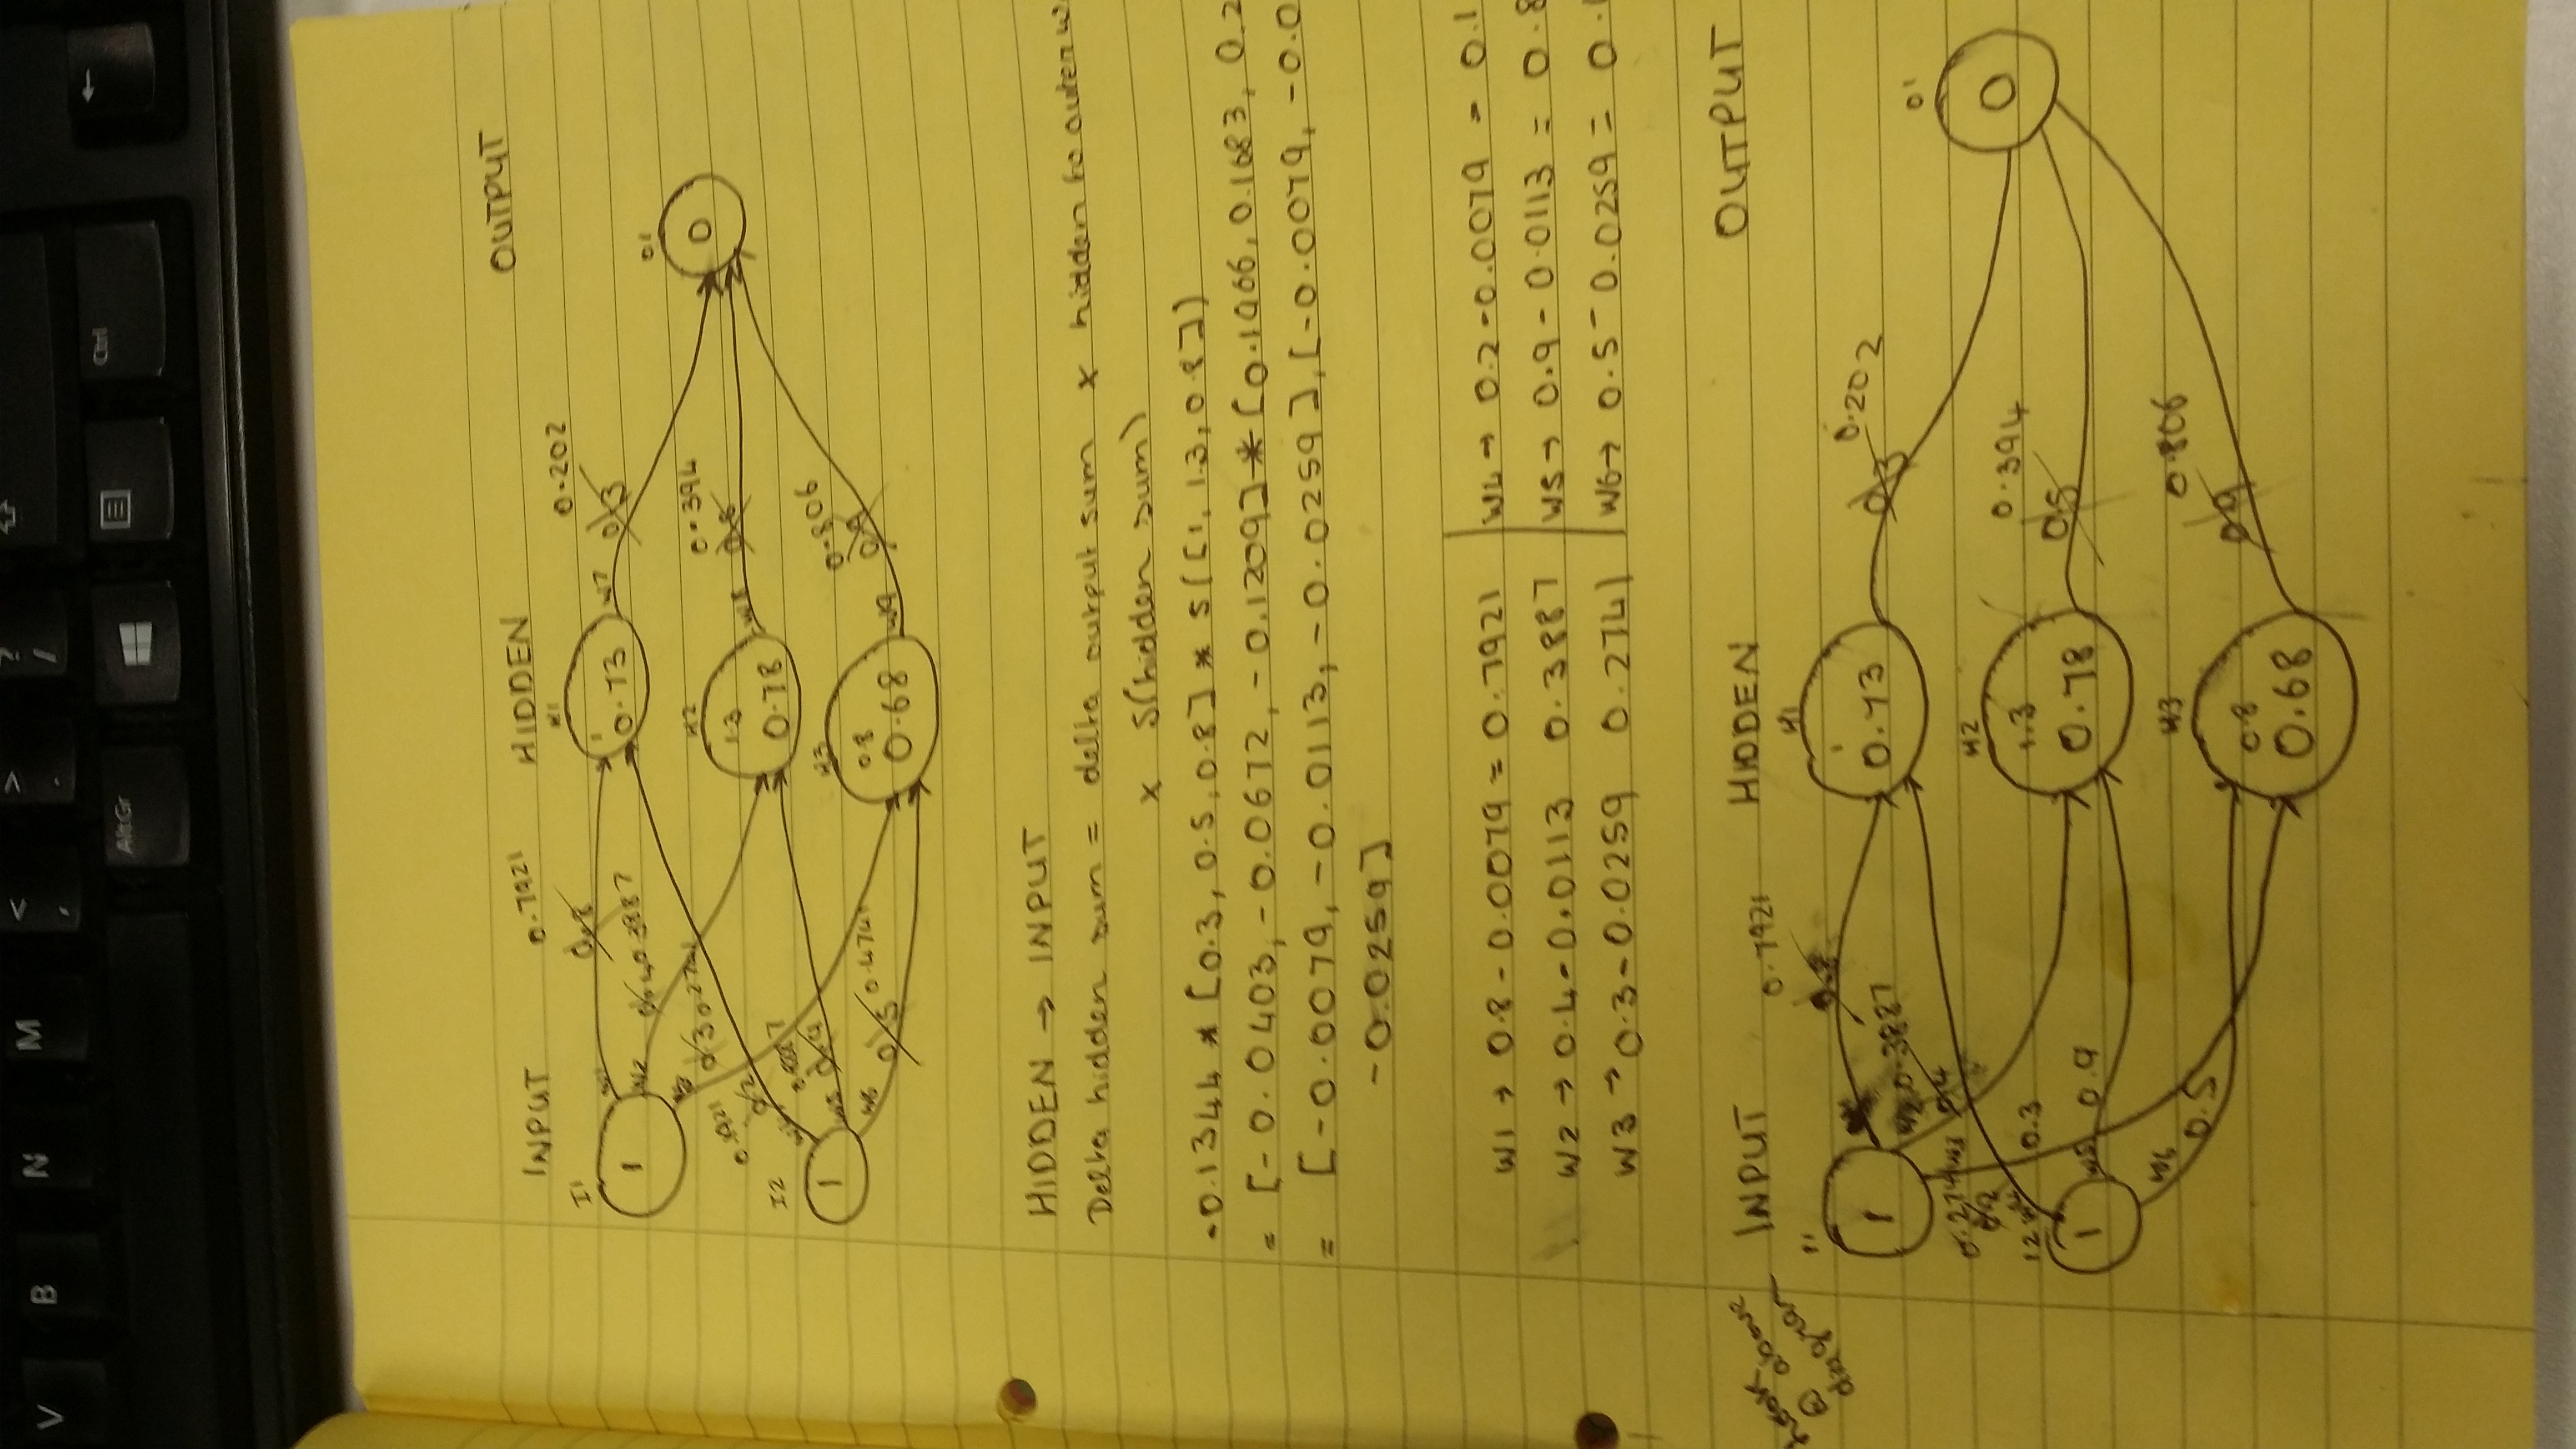 V B N M < , > . ? /
AltGr Ctrl
INPUT HIDDEN OUTPUT
I1 0.7921 H1 0.202
1 W1 0.8 1 0.73 W7 0.3
W2 0.4 0.3887
W3 0.3 0.2741 O1 0
0.1921 0.2 H2 0.394
I2 1.3 0.78 W8 0.5
1 W4
W5 0.9 H3 0.806
W6 0.5 0.4741 0.8 0.68 W9 0.9
HIDDEN → INPUT
Delta hidden sum = delta output sum x hidden to outer w
x S(hidden sum)
-0.1344 * [0.3, 0.5, 0.8] * S([1, 1.3, 0.8])
= [-0.0403, -0.0672, -0.1209] * [0.1966, 0.1683, 0.2
= [-0.0079, -0.0113, -0.0259], [-0.0079, -0.0
-0.0259]
W1 → 0.8 - 0.0079 = 0.7921 W4 → 0.2 - 0.0079 = 0.1
W2 → 0.4 - 0.0113 0.3887 W5 → 0.9 - 0.0113 = 0.8
W3 → 0.3 - 0.0259 0.2741 W6 → 0.5 - 0.0259 = 0.
Look @ above diagram
INPUT HIDDEN OUTPUT
I1 0.7921 H1
1 0.8 1 0.73 0.3 0.202
W2 0.3887
0.274 W3 0.4 O1
0.2 H2 0
I2 W4 0.3 1.3 0.394
1 W5 0.9 0.78 0.5
W6 H3 0.806
0.5 0.8 0.9
0.68